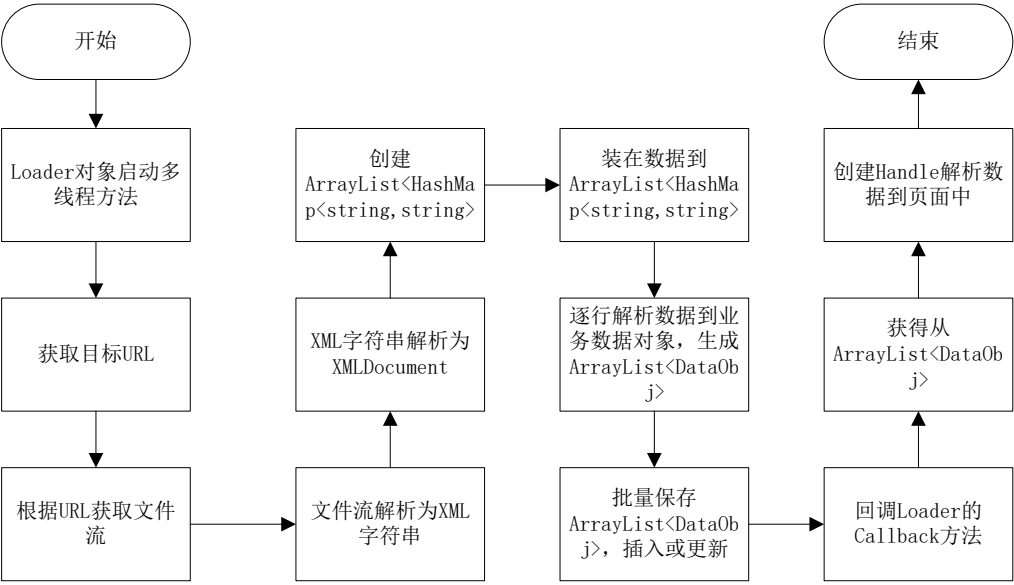 开始
Loader对象启动多
线程方法
获取目标URL
根据URL获取文件
流
文件流解析为XML
字符串
XML字符串解析为
XMLDocument
创建
ArrayList<HashMa
p<string,string>
装在数据到
ArrayList<HashMa
p<string,string>
逐行解析数据到业
务数据对象，生成
ArrayList<DataOb
j>
批量保存
ArrayList<DataOb
j>，插入或更新
回调Loader的
Callback方法
获得从
ArrayList<DataOb
j>
创建Handle解析数
据到页面中
结束